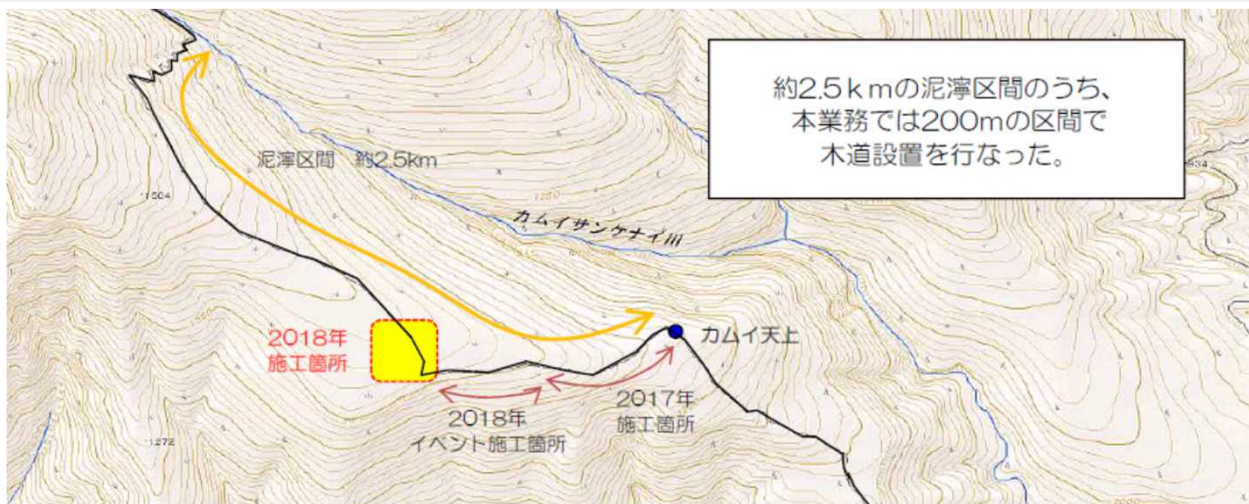 約2.5ｋｍの泥濘区間のうち、
本業務では200ｍの区間で
木道設置を行なった。
泥濘区間　約2.5km
・1504
1250
934
カムイサンケナイ川
カムイ天上
2018年
施工箇所
2018年
イベント施工箇所
2017年
施工箇所
・1272